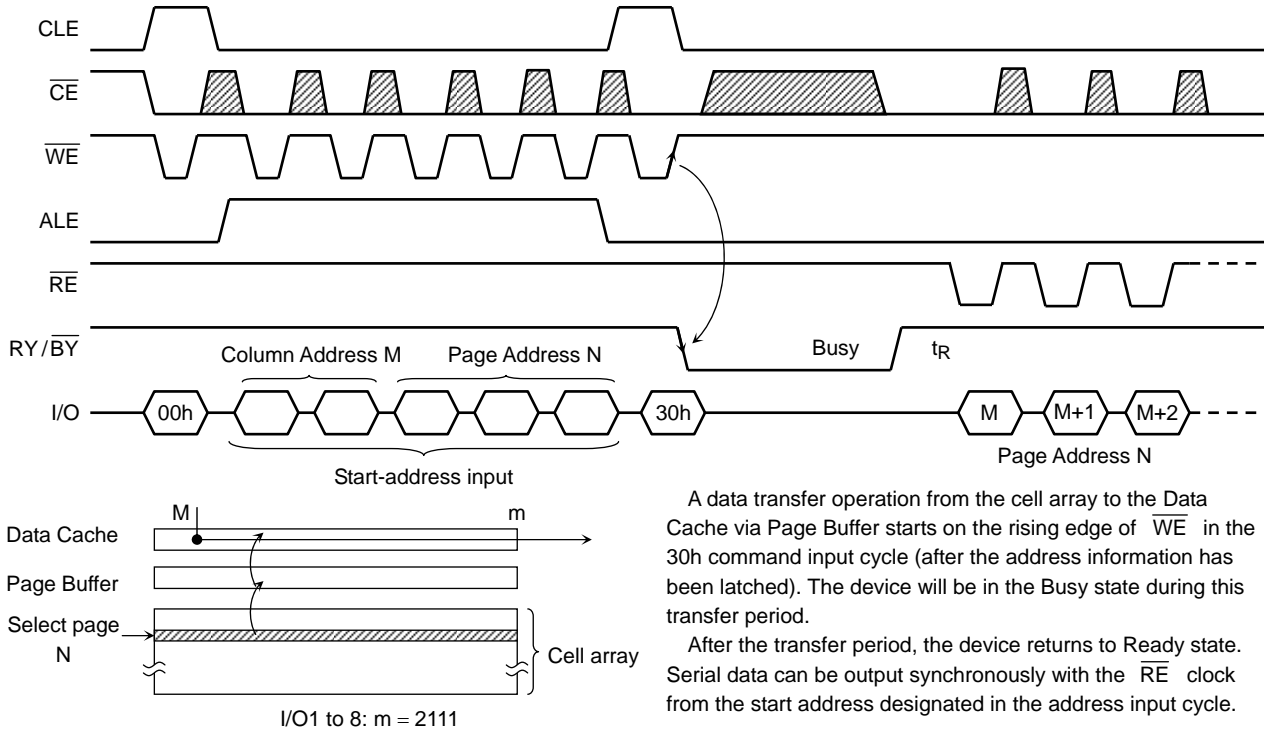 CLE
CE
WE
ALE
RE
RY/BY
Busy
tR
Column Address M
Page Address N
I/O
00h
30h
M
M+1
M+2
Start-address input
Page Address N
M
m
Data Cache
Page Buffer
Select page
N
Cell array
I/O1 to 8: m = 2111
A data transfer operation from the cell array to the Data
Cache via Page Buffer starts on the rising edge of WE in the
30h command input cycle (after the address information has
been latched). The device will be in the Busy state during this
transfer period.
After the transfer period, the device returns to Ready state.
Serial data can be output synchronously with the RE clock
from the start address designated in the address input cycle.